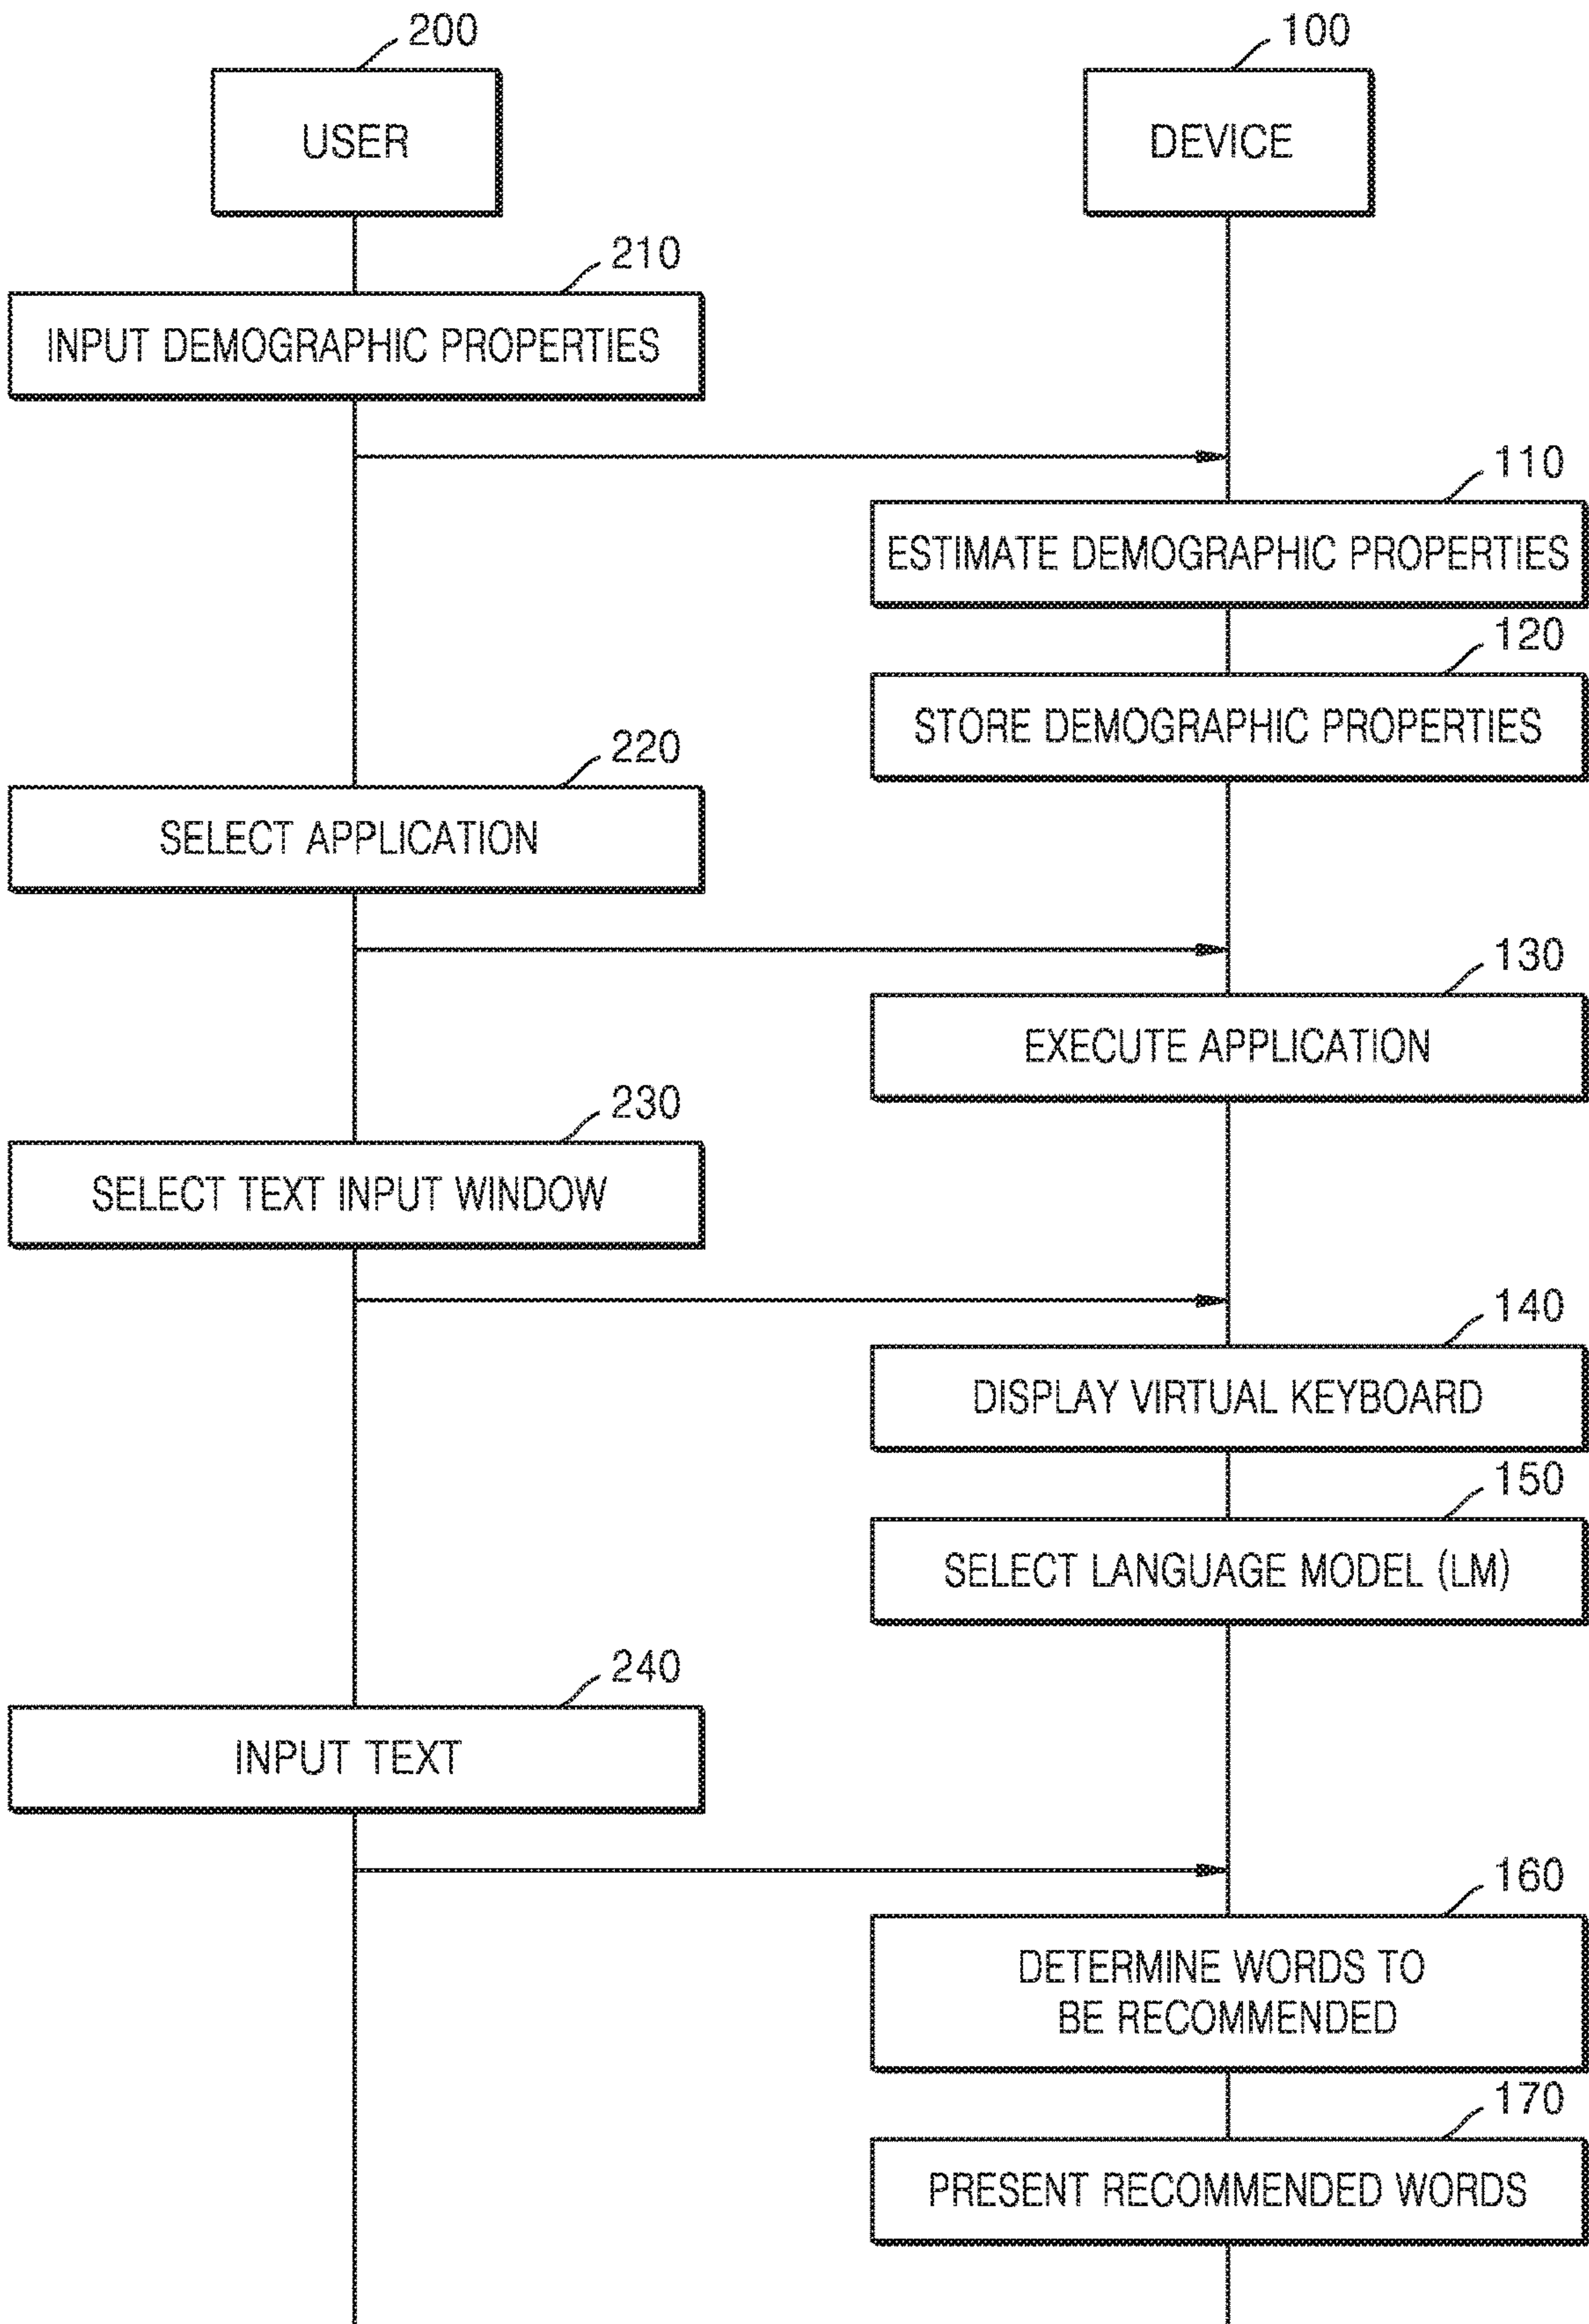 200
100
USER
DEVICE
210
INPUT DEMOGRAPHIC PROPERTIES
110
ESTIMATE DEMOGRAPHIC PROPERTIES
120
STORE DEMOGRAPHIC PROPERTIES
220
SELECT APPLICATION
130
EXECUTE APPLICATION
230
SELECT TEXT INPUT WINDOW
140
DISPLAY VIRTUAL KEYBOARD
150
SELECT LANGUAGE MODEL (LM)
240
INPUT TEXT
160
DETERMINE WORDS TO
BE RECOMMENDED
170
PRESENT RECOMMENDED WORDS